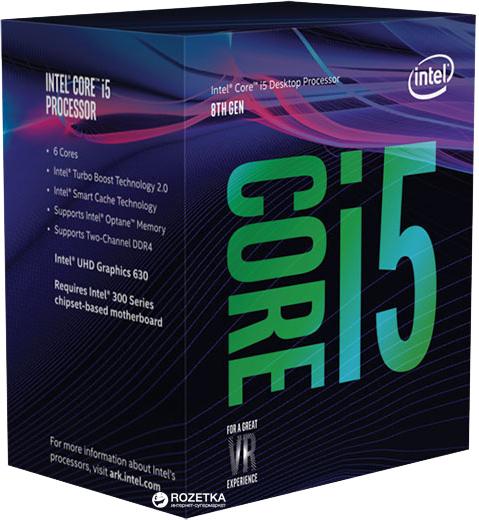 INTEL® CORE™ i5
PROCESSOR
• 6 Cores
• Intel® Turbo Boost Technology 2.0
• Intel® Smart Cache Technology
• Supports Intel® Optane™ Memory
• Supports Two-Channel DDR4
Intel® UHD Graphics 630
Requires Intel® 300 Series
chipset-based motherboard
For more information about Intel's
processors, visit ark.intel.com
Intel® Core™ i5 Desktop Processor
8TH GEN
intel®
CORE i5
FOR A GREAT
VR
EXPERIENCE
ROZETKA
интернет-супермаркет